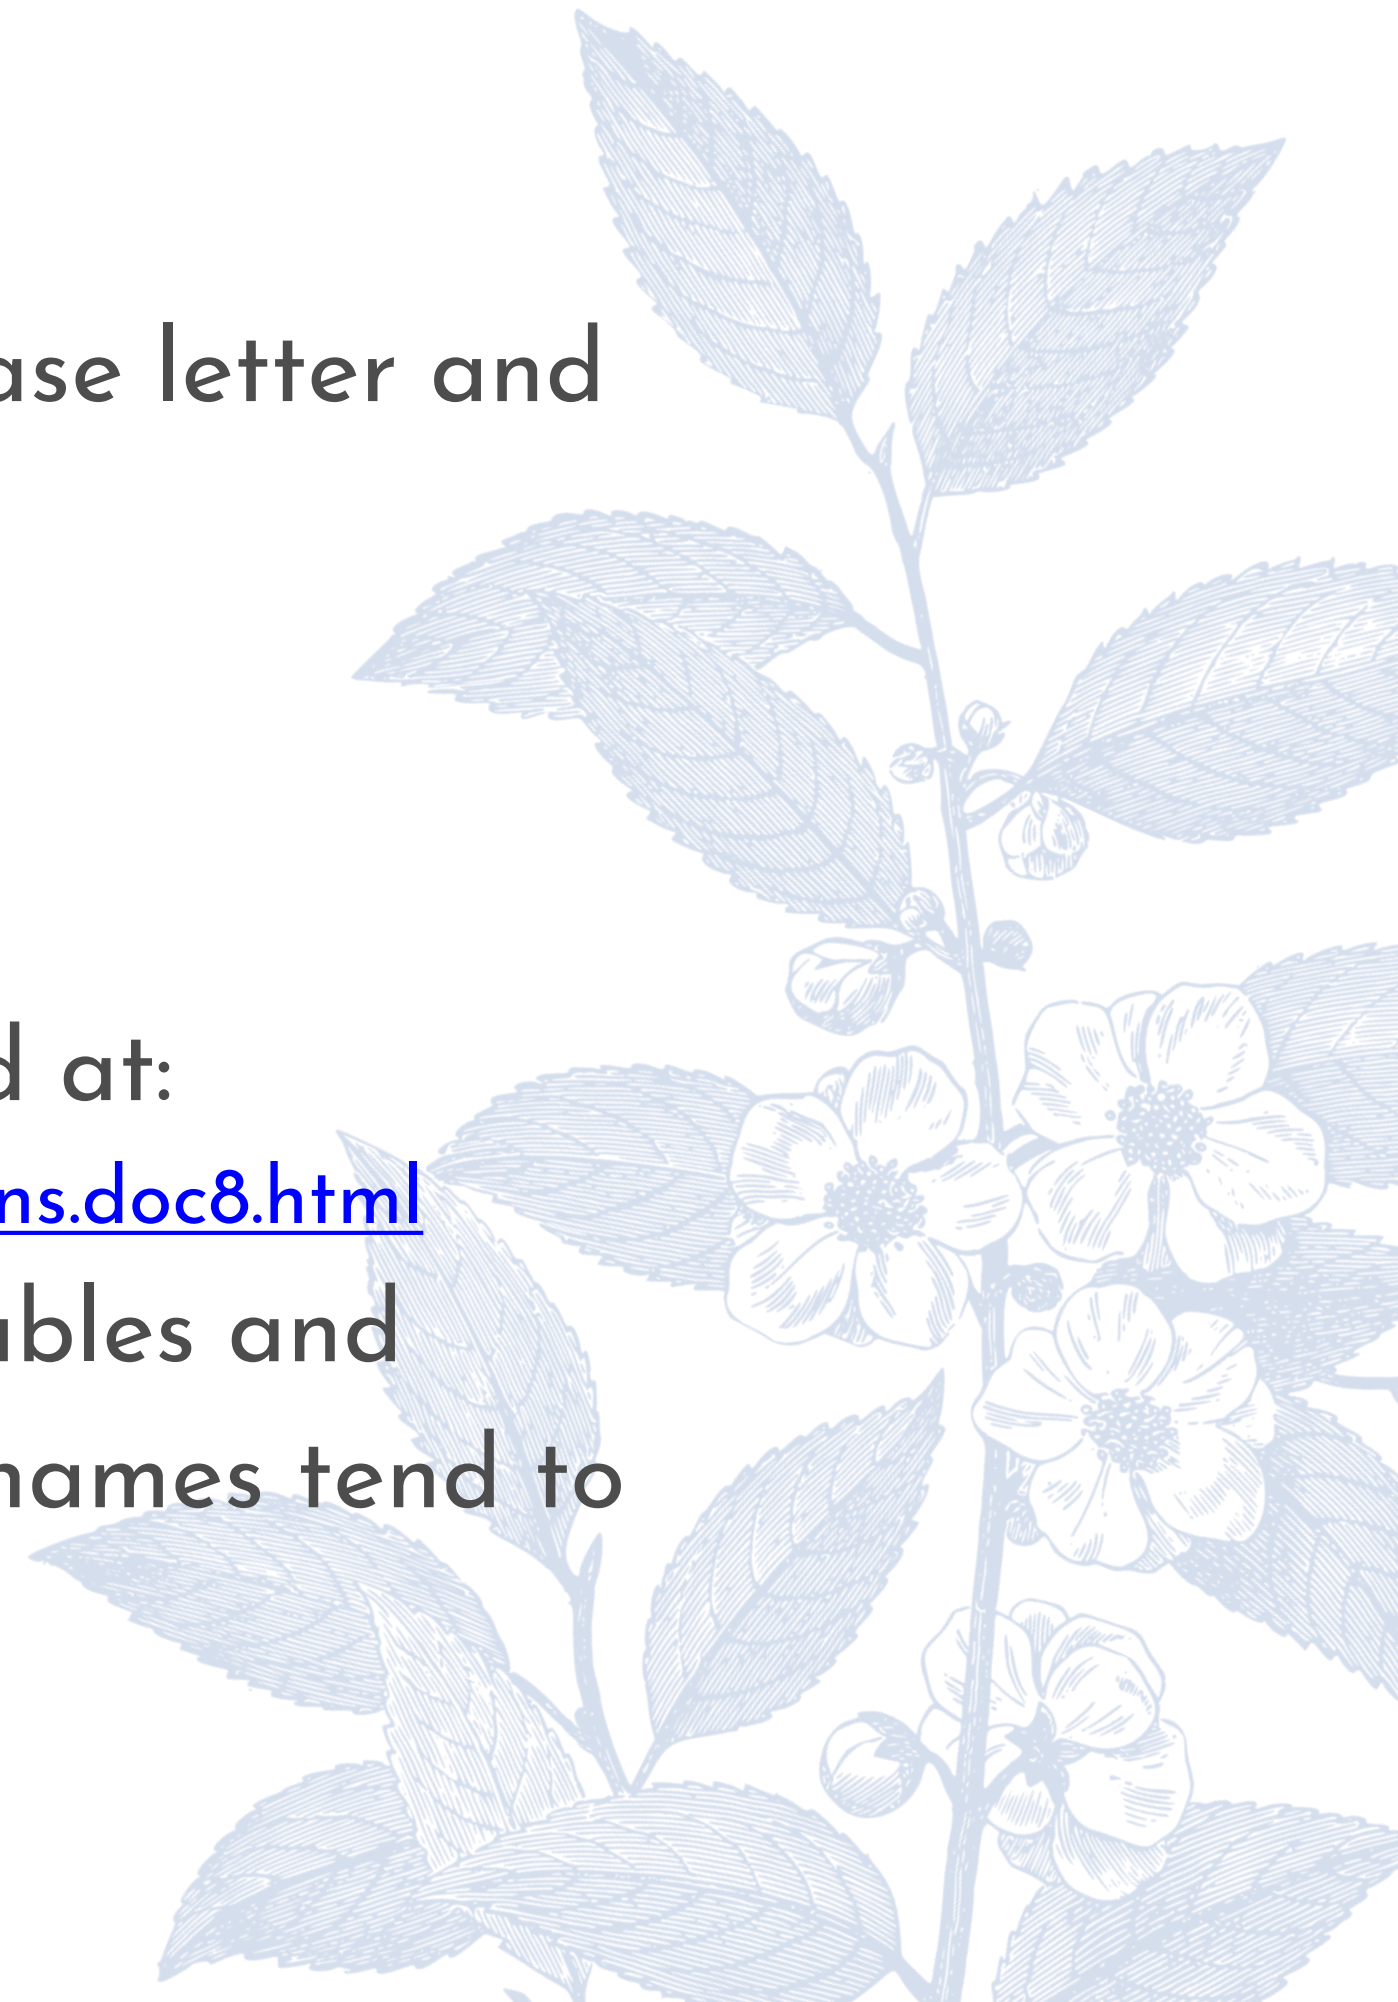 ase letter and
d at:
ns.doc8.html
ables and
names tend to